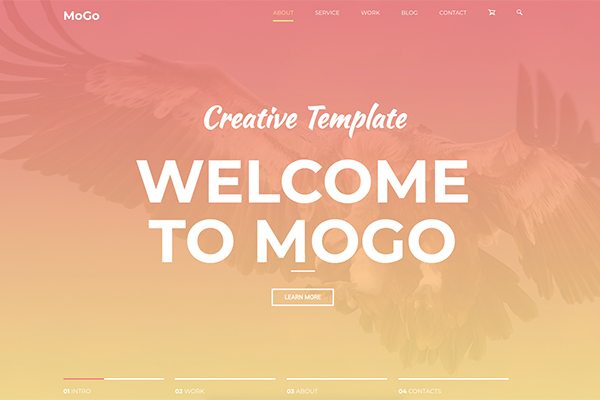 MoGo
ABOUT SERVICE WORK BLOG CONTACT
Creative Template
WELCOME
TO MOGO
LEARN MORE
01 INTRO 02 WORK 03 ABOUT 04 CONTACTS